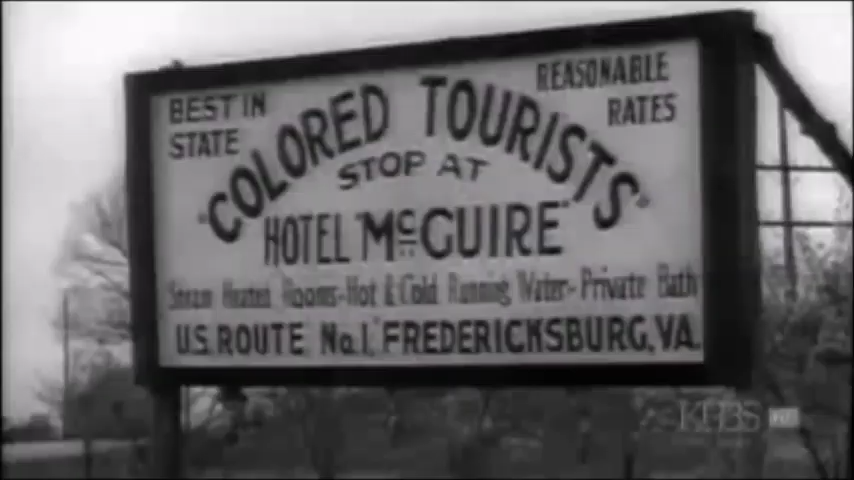 BEST IN STATE
REASONABLE RATES
"COLORED TOURISTS"
STOP AT
HOTEL "McGUIRE"
Steam Heated Rooms - Hot & Cold Running Water - Private Bath
U.S. ROUTE No.1, FREDERICKSBURG, VA.
KBS